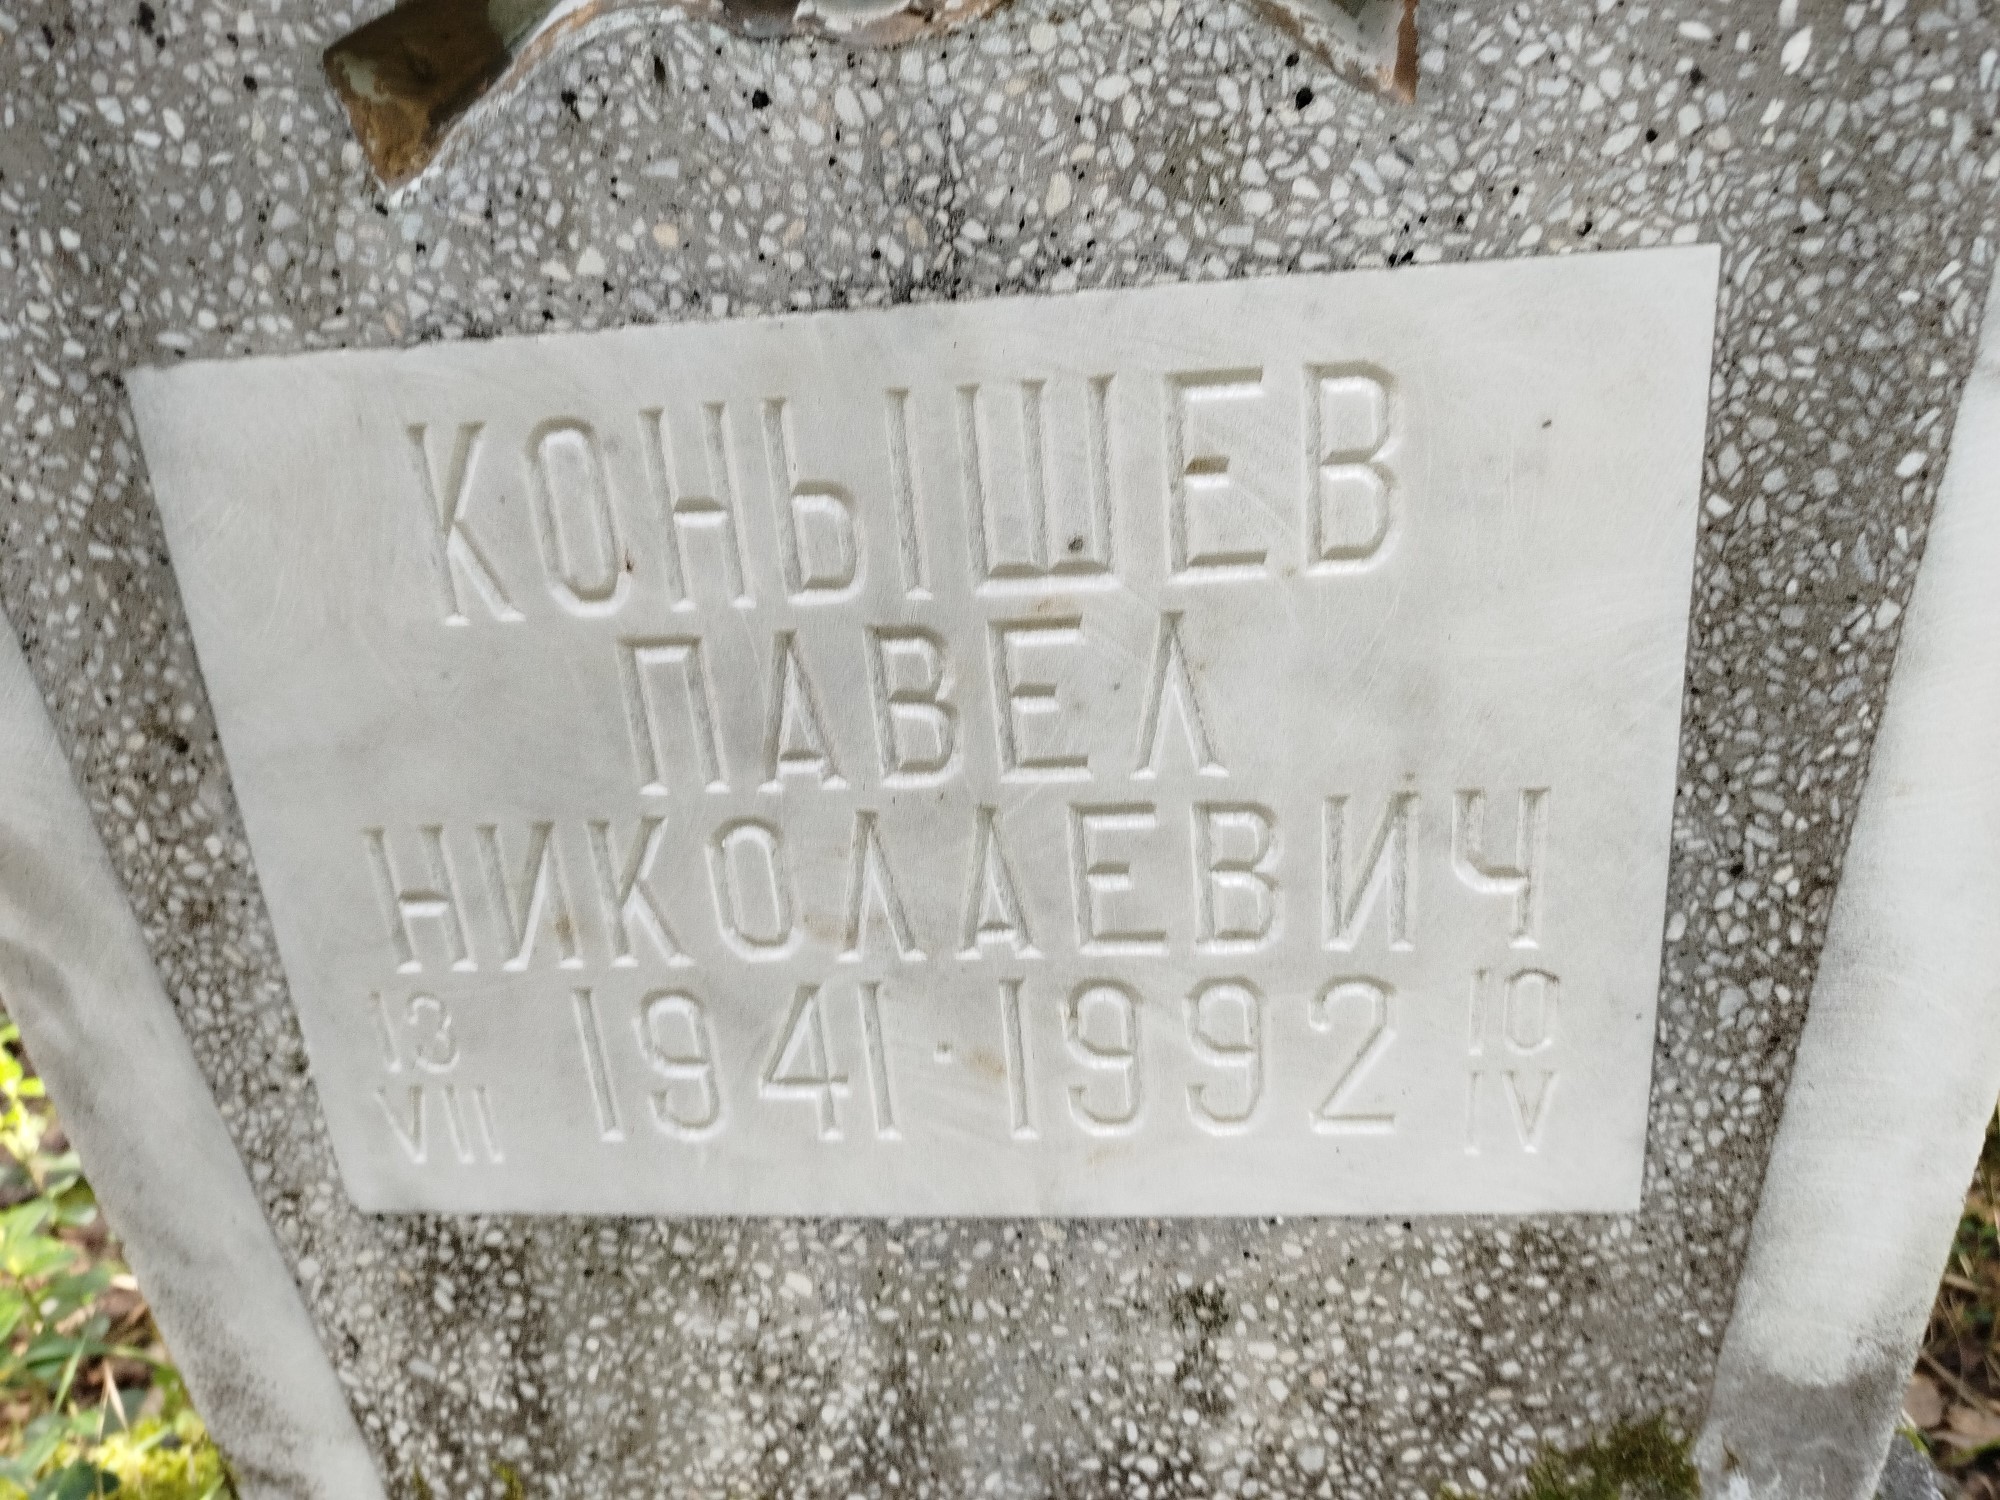 КОНЫШЕВ
ПАВЕЛ
НИКОЛАЕВИЧ
13 1941·1992 10
VII IV